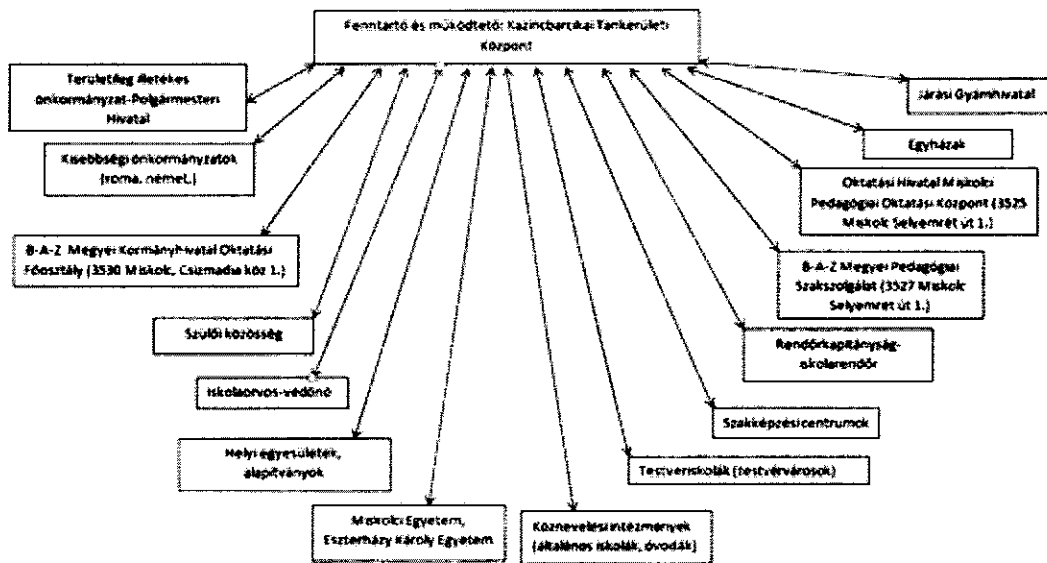 Fenntartó és működtető: Kazincbarcikai Tankerületi
Központ
Területileg illetékes
önkormányzat-Polgármesteri
Hivatal
Járási Gyámhivatal
Kisebbségi önkormányzatok
(roma, német,)
Egyházak
Oktatási Hivatal Miskolci
Pedagógiai Oktatási Központ (3525
Miskolc Selyemrét út 1.)
B-A-Z Megyei Kormányhivatal Oktatási
Főosztály (3530 Miskolc, Csizmadia köz 1.)
B-A-Z Megyei Pedagógiai
Szakszolgálat (3527 Miskolc
Selyemrét út 1.)
Szülői közösség
Rendőrkapitányság-
iskolarendőr
Iskolaorvos-védőnő
Szakképzési centrumok
Helyi egyesületek,
alapítványok
Testvériskolák (testvérvárosok)
Miskolci Egyetem,
Eszterházy Károly Egyetem
Köznevelési intézmények
(általános iskolák, óvodák)